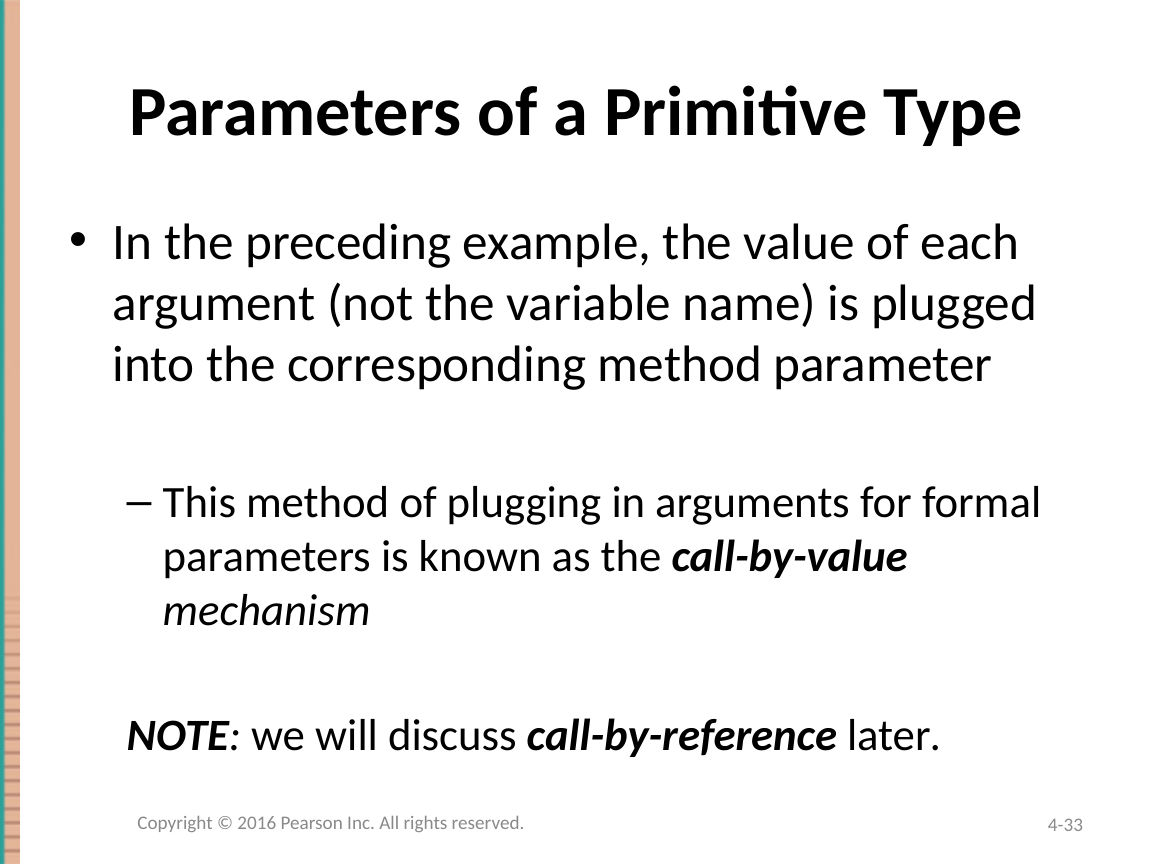 Parameters of a Primitive Type
• In the preceding example, the value of each
argument (not the variable name) is plugged
into the corresponding method parameter
– This method of plugging in arguments for formal
parameters is known as the call-by-value
mechanism
NOTE: we will discuss call-by-reference later.
Copyright © 2016 Pearson Inc. All rights reserved.
4-33